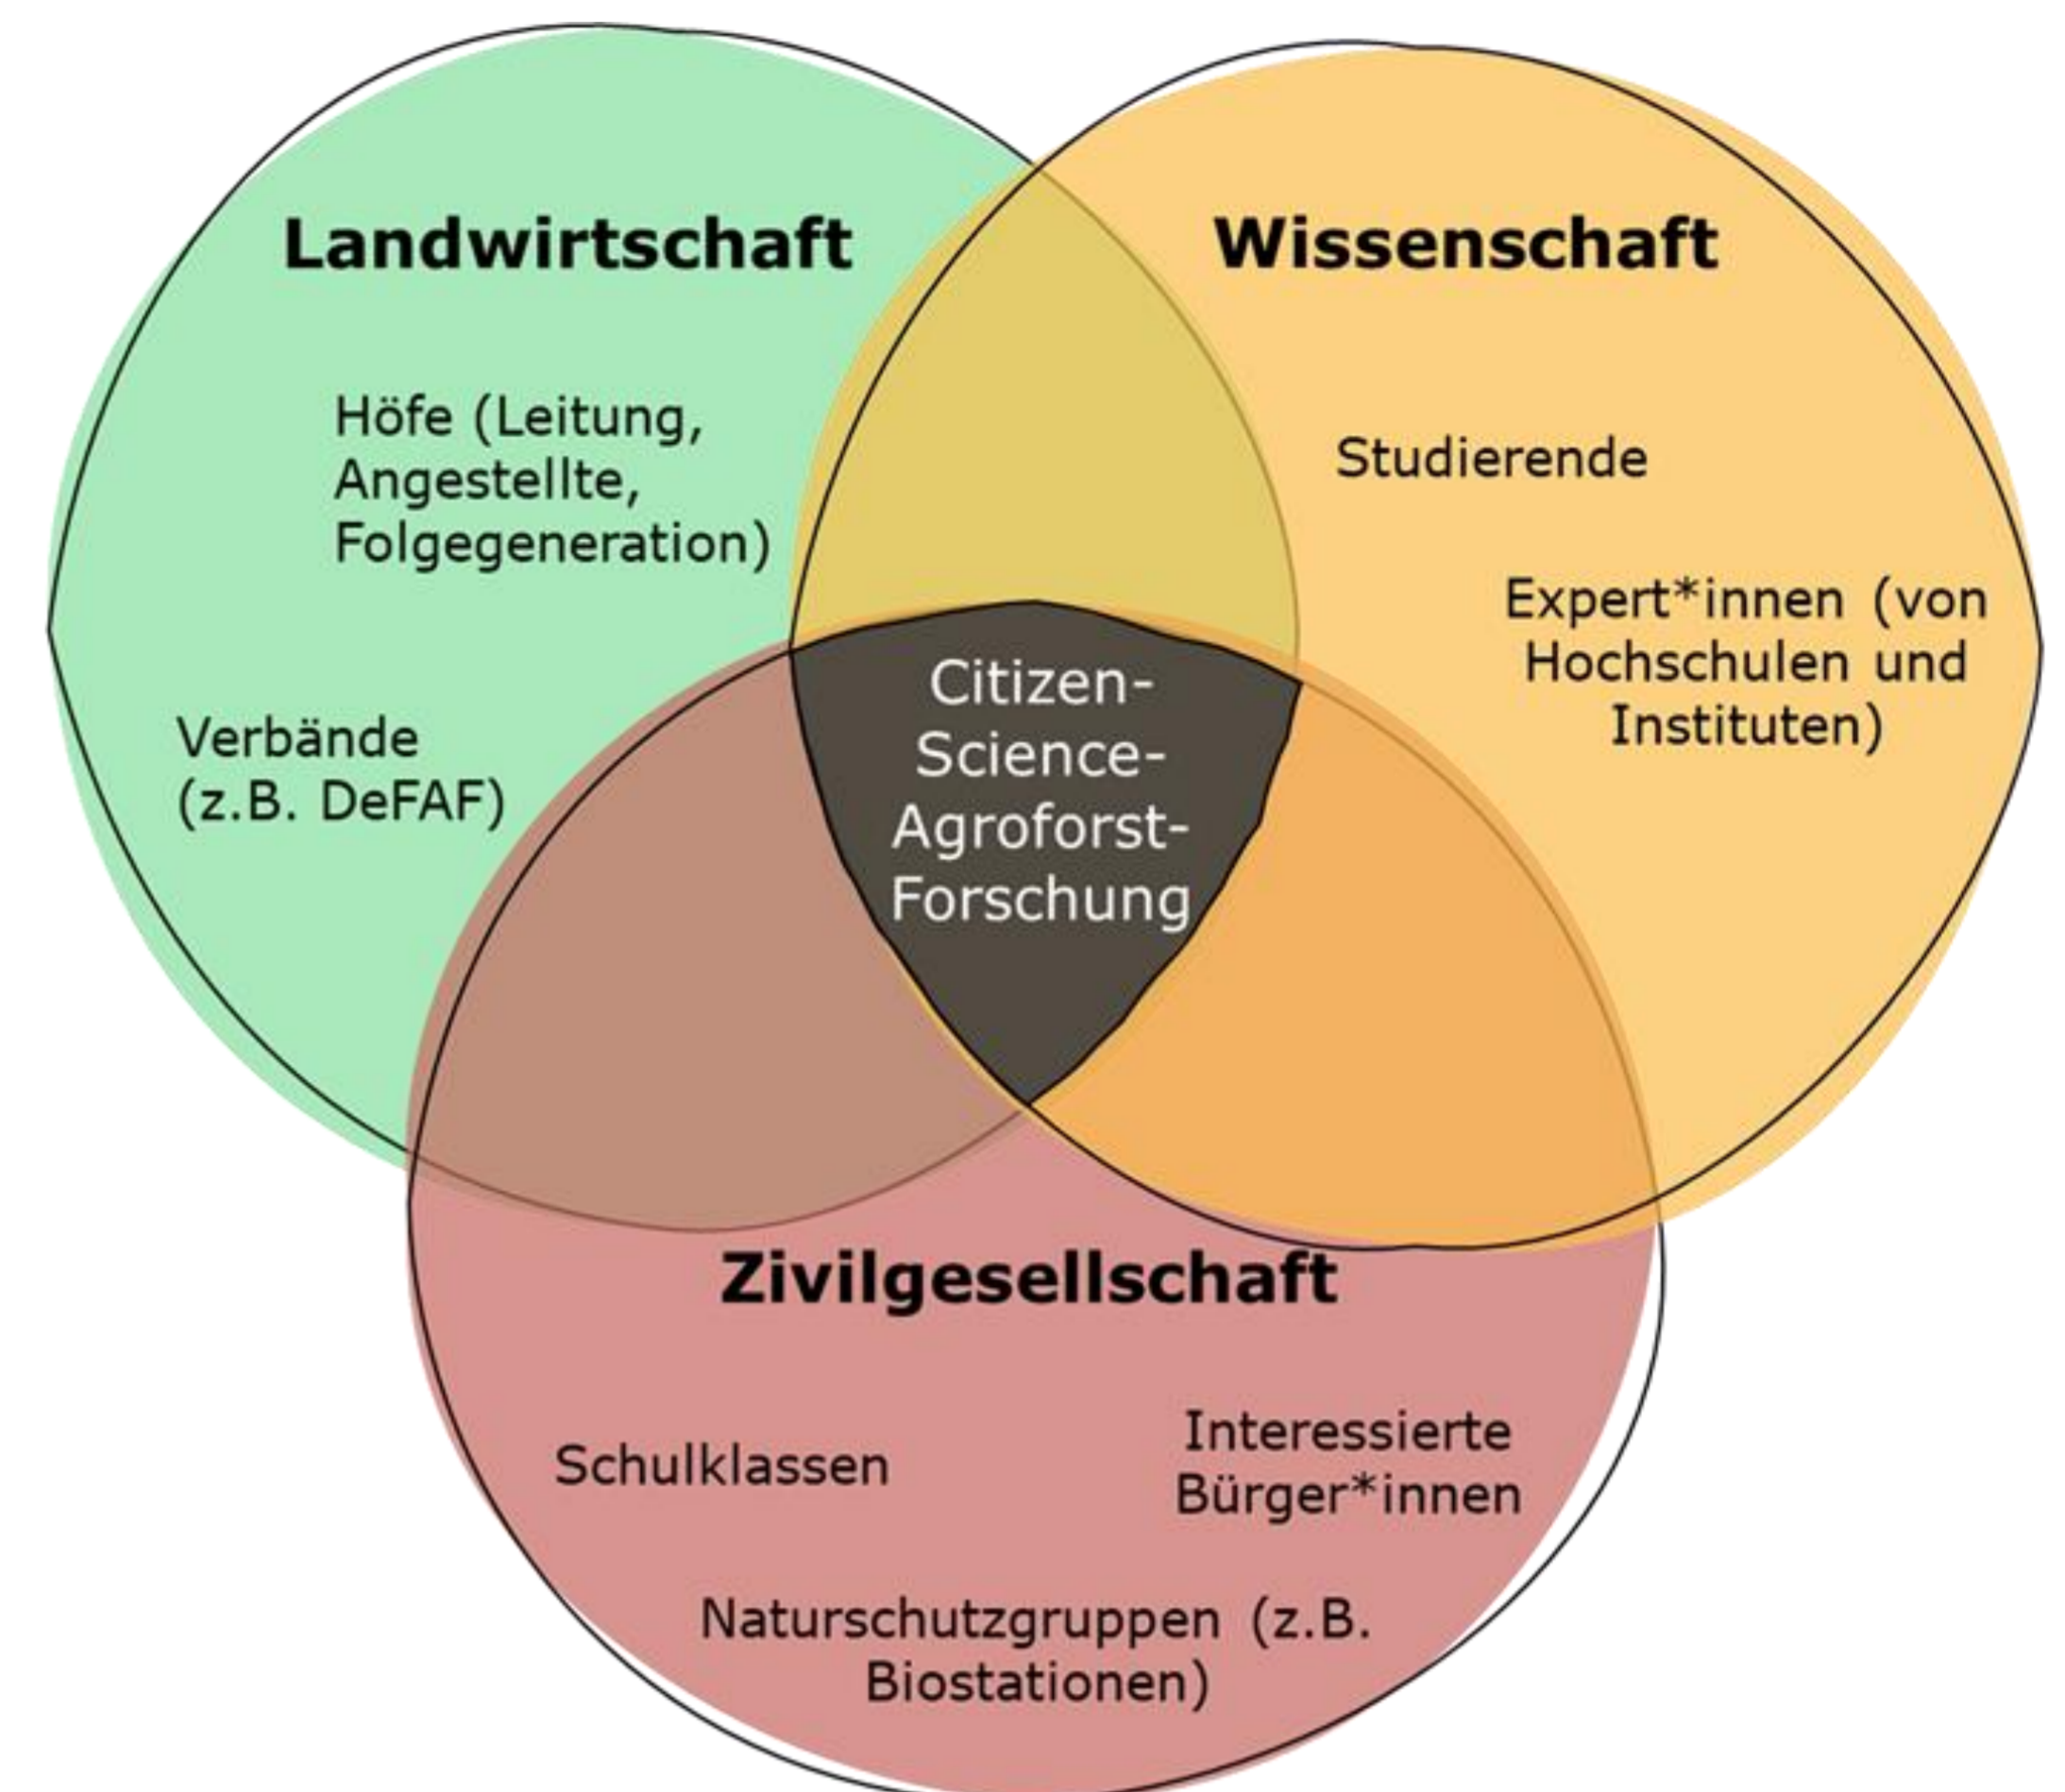 Landwirtschaft
Höfe (Leitung,
Angestellte,
Folgegeneration)
Verbände
(z.B. DeFAF)
Wissenschaft
Studierende
Expert*innen (von
Hochschulen und
Instituten)
Citizen-
Science-
Agroforst-
Forschung
Zivilgesellschaft
Schulklassen
Interessierte
Bürger*innen
Naturschutzgruppen (z.B.
Biostationen)